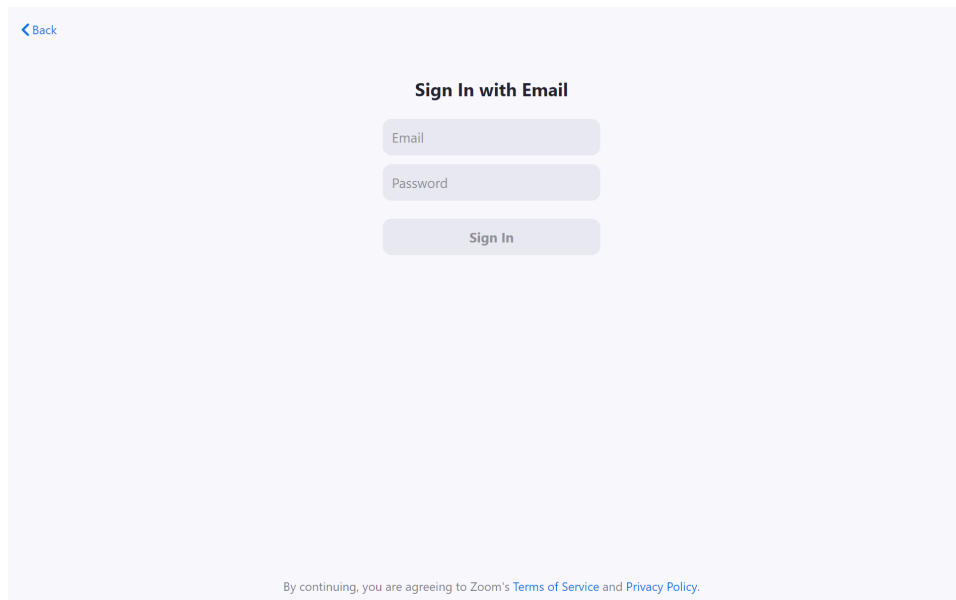 Back
Sign In with Email
Email
Password
Sign In
By continuing, you are agreeing to Zoom's Terms of Service and Privacy Policy.